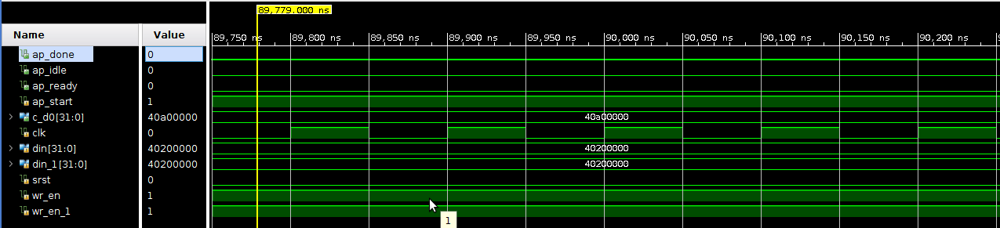 89,779.000 ns
Name Value
89,750 ns 89,800 ns 89,850 ns 89,900 ns 89,950 ns 90,000 ns 90,050 ns 90,100 ns 90,150 ns 90,200 ns
ap_done 0
ap_idle 0
ap_ready 0
ap_start 1
c_d0[31:0] 40a00000 40a00000
clk 0
din[31:0] 40200000 40200000
din_1[31:0] 40200000 40200000
srst 0
wr_en 1
wr_en_1 1
1